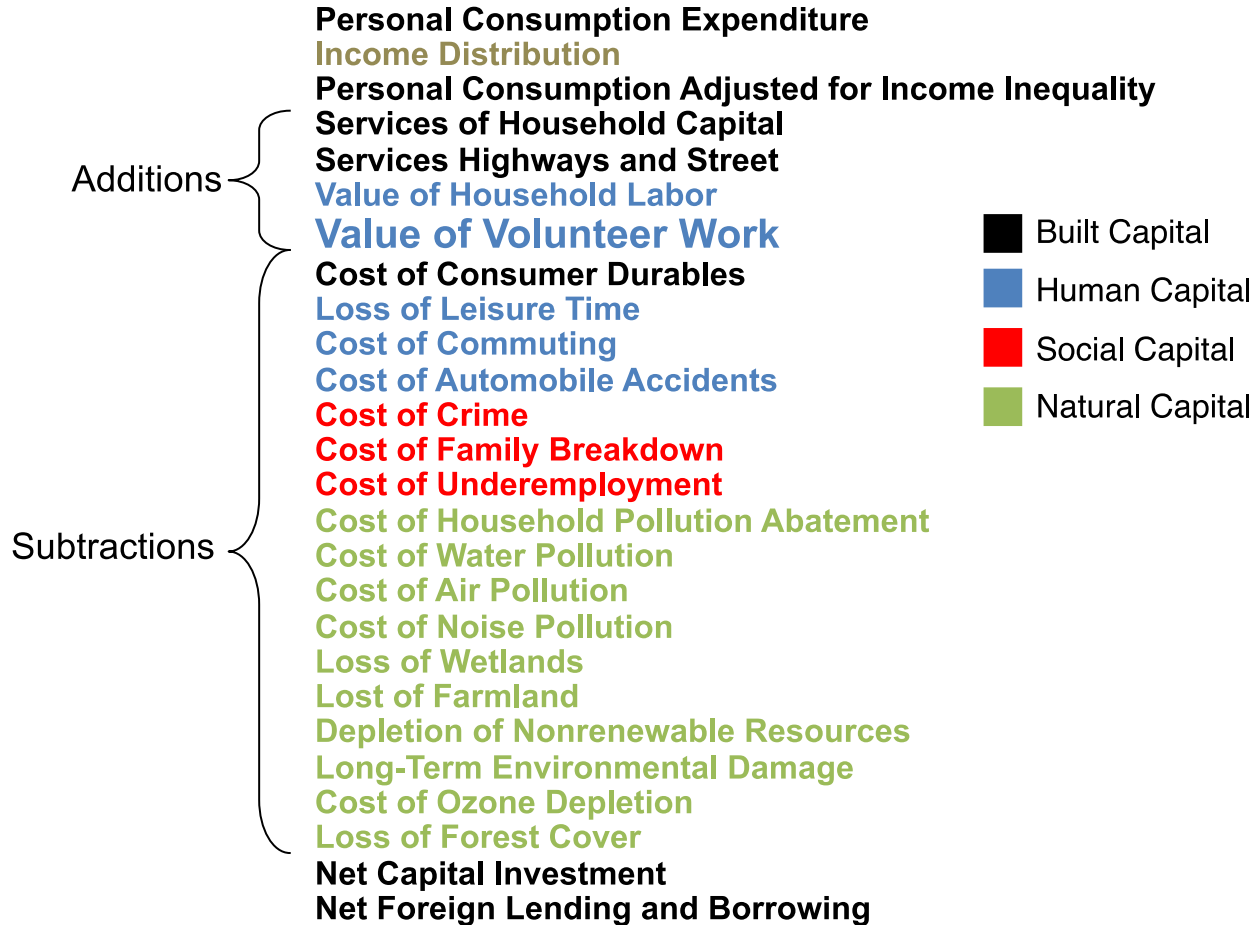 Personal Consumption Expenditure
Income Distribution
Personal Consumption Adjusted for Income Inequality
Additions
Services of Household Capital
Services Highways and Street
Value of Household Labor
Value of Volunteer Work
Subtractions
Cost of Consumer Durables
Loss of Leisure Time
Cost of Commuting
Cost of Automobile Accidents
Cost of Crime
Cost of Family Breakdown
Cost of Underemployment
Cost of Household Pollution Abatement
Cost of Water Pollution
Cost of Air Pollution
Cost of Noise Pollution
Loss of Wetlands
Lost of Farmland
Depletion of Nonrenewable Resources
Long-Term Environmental Damage
Cost of Ozone Depletion
Loss of Forest Cover
Net Capital Investment
Net Foreign Lending and Borrowing
Built Capital
Human Capital
Social Capital
Natural Capital